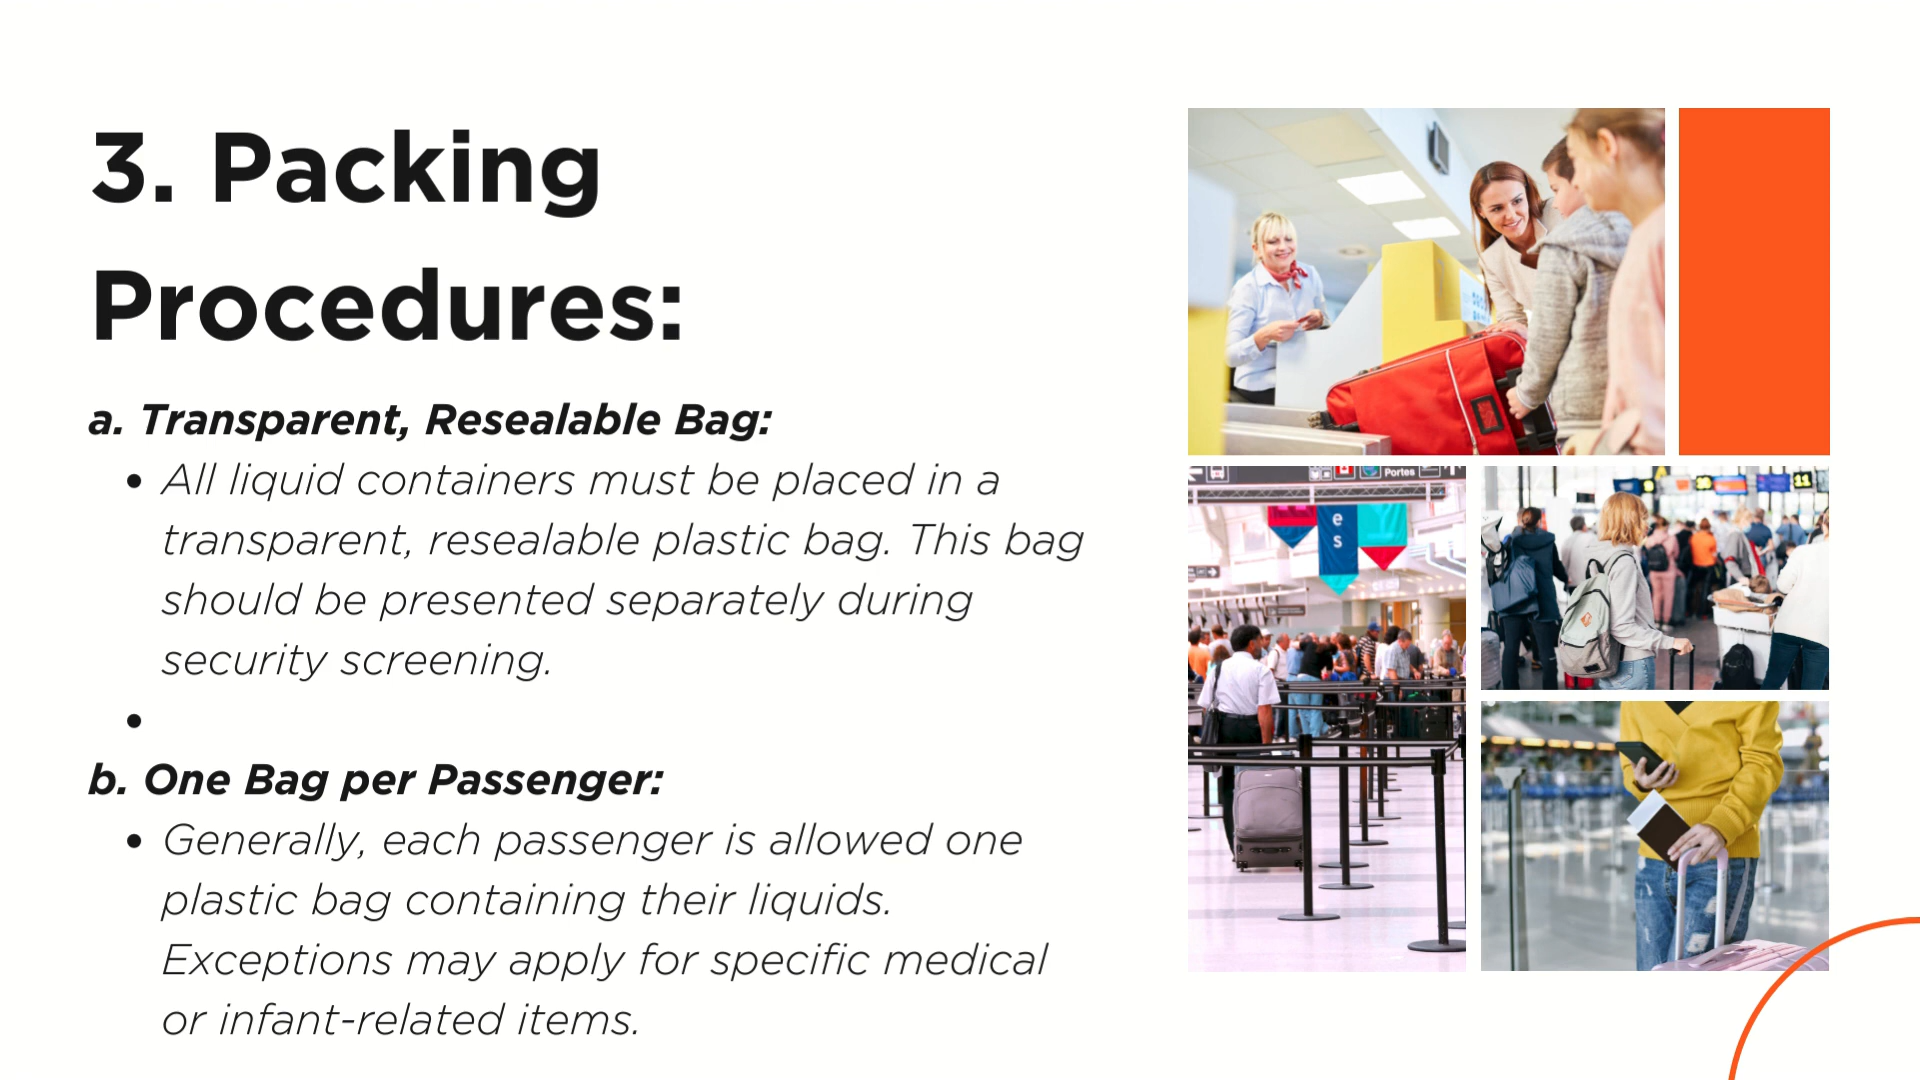 3. Packing
Procedures:
a. Transparent, Resealable Bag:
• All liquid containers must be placed in a
transparent, resealable plastic bag. This bag
should be presented separately during
security screening.
•
b. One Bag per Passenger:
• Generally, each passenger is allowed one
plastic bag containing their liquids.
Exceptions may apply for specific medical
or infant-related items.
Portes
e
s
11